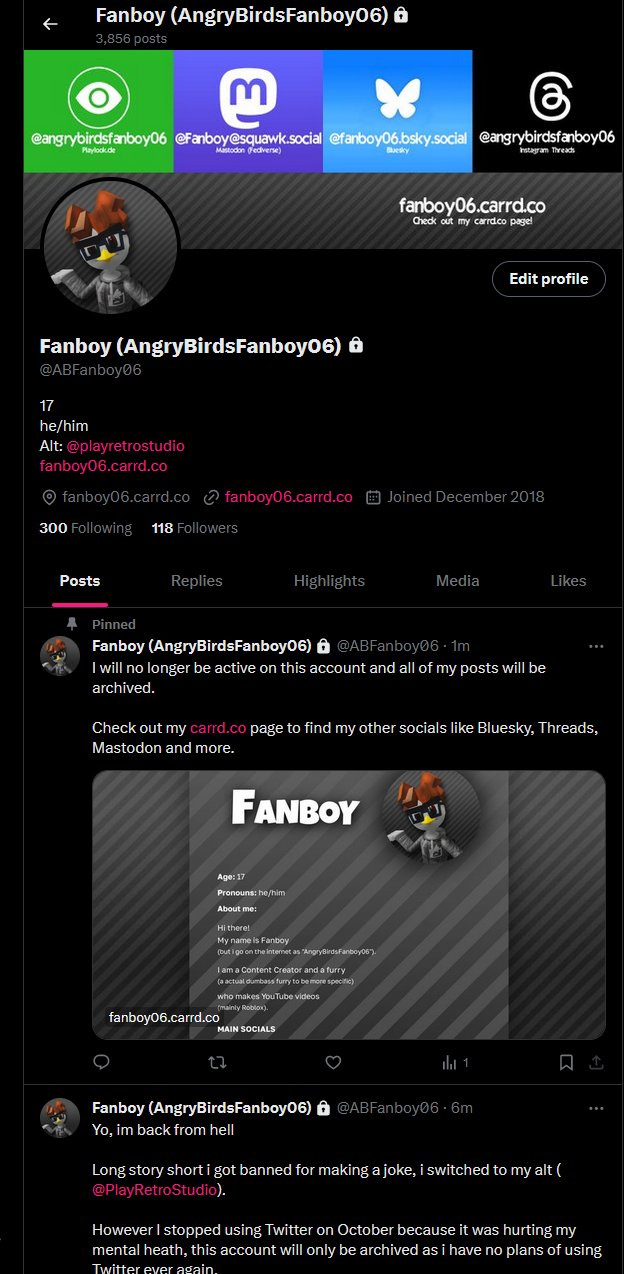 Fanboy (AngryBirdsFanboy06)
3,856 posts
@angrybirdsfanboy06
Playlook.de
@Fanboy@squawk.social
Mastodon (Fediverse)
@fanboy06.bsky.social
Bluesky
@angrybirdsfanboy06
Instagram Threads
fanboy06.carrd.co
Check out my carrd.co page!
Edit profile
Fanboy (AngryBirdsFanboy06)
@ABFanboy06
17
he/him
Alt: @playretrostudio
fanboy06.carrd.co
fanboy06.carrd.co fanboy06.carrd.co Joined December 2018
300 Following 118 Followers
Posts Replies Highlights Media Likes
Pinned
Fanboy (AngryBirdsFanboy06) @ABFanboy06 · 1m
I will no longer be active on this account and all of my posts will be
archived.
Check out my carrd.co page to find my other socials like Bluesky, Threads,
Mastodon and more.
FANBOY
Age: 17
Pronouns: he/him
About me:
Hi there!
My name is Fanboy
(but i go on the internet as "AngryBirdsFanboy06").
I am a Content Creator and a furry
(a actual dumbass furry to be more specific)
who makes YouTube videos
(mainly Roblox).
MAIN SOCIALS
fanboy06.carrd.co
1
Fanboy (AngryBirdsFanboy06) @ABFanboy06 · 6m
Yo, im back from hell
Long story short i got banned for making a joke, i switched to my alt (
@PlayRetroStudio).
However I stopped using Twitter on October because it was hurting my
mental heath, this account will only be archived as i have no plans of using
Twitter ever again.